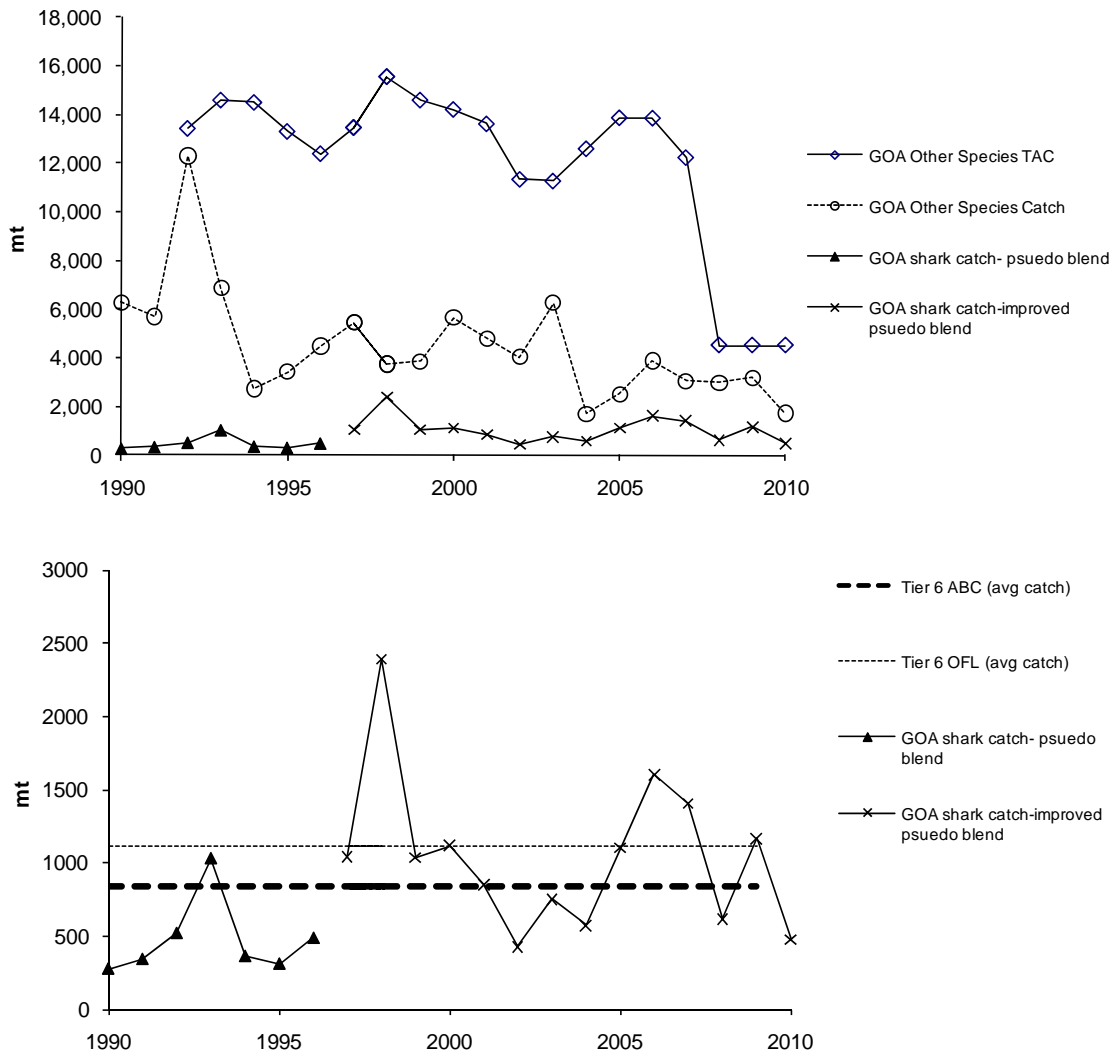 18,000
16,000
14,000
12,000
10,000
8,000
6,000
4,000
2,000
0
mt
1990
1995
2000
2005
2010
GOA Other Species TAC
GOA Other Species Catch
GOA shark catch- psuedo blend
GOA shark catch-improved
psuedo blend
3000
2500
2000
1500
1000
500
0
mt
1990
1995
2000
2005
2010
Tier 6 ABC (avg catch)
Tier 6 OFL (avg catch)
GOA shark catch- psuedo
blend
GOA shark catch-improved
psuedo blend